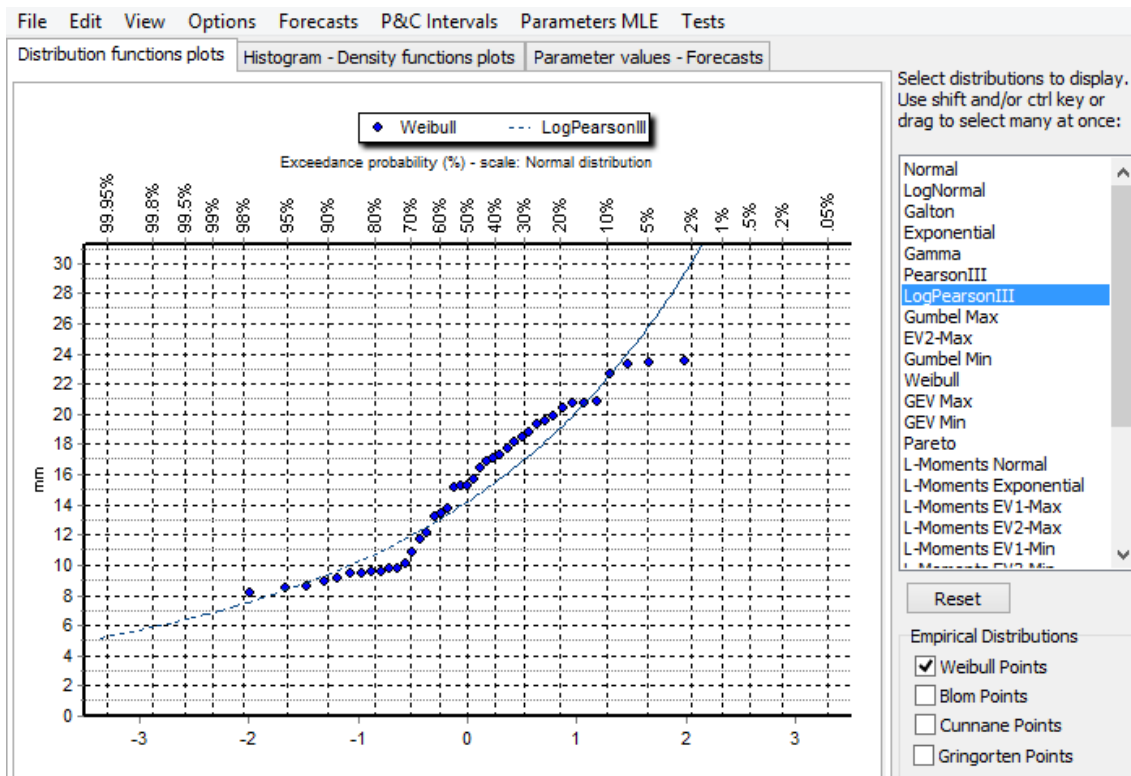 File Edit View Options Forecasts P&C Intervals Parameters MLE Tests
Distribution functions plots Histogram - Density functions plots Parameter values - Forecasts
Select distributions to display.
Use shift and/or ctrl key or
drag to select many at once:
Weibull LogPearsonIII
Exceedance probability (%) - scale: Normal distribution
99.95% 99.8% 99.5% 99% 98% 95% 90% 80% 70% 60% 50% 40% 30% 20% 10% 5% 2% 1% .5% .2% .05%
30
28
26
24
22
20
18
16
14
12
10
8
6
4
2
0
mm
-3 -2 -1 0 1 2 3
Normal
LogNormal
Galton
Exponential
Gamma
PearsonIII
LogPearsonIII
Gumbel Max
EV2-Max
Gumbel Min
Weibull
GEV Max
GEV Min
Pareto
L-Moments Normal
L-Moments Exponential
L-Moments EV1-Max
L-Moments EV2-Max
L-Moments EV1-Min
Reset
Empirical Distributions
Weibull Points
Blom Points
Cunnane Points
Gringorten Points